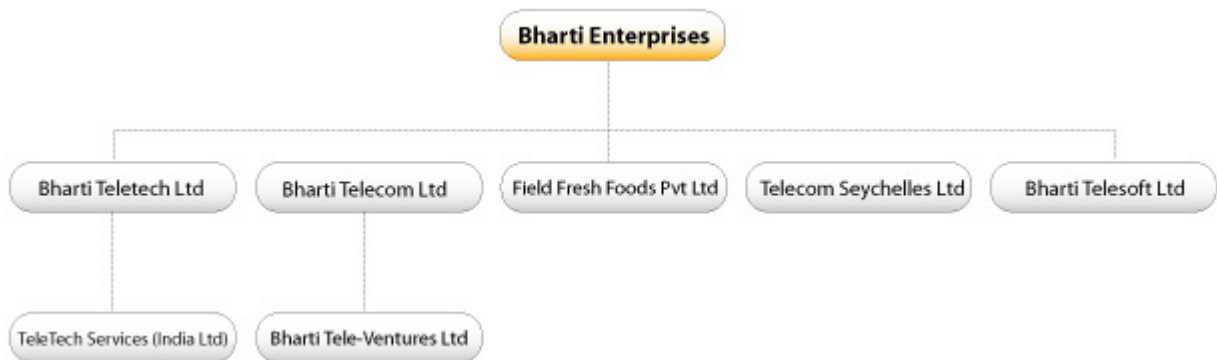 Bharti Enterprises
Bharti Teletech Ltd
Bharti Telecom Ltd
Field Fresh Foods Pvt Ltd
Telecom Seychelles Ltd
Bharti Telesoft Ltd
TeleTech Services (India Ltd)
Bharti Tele-Ventures Ltd